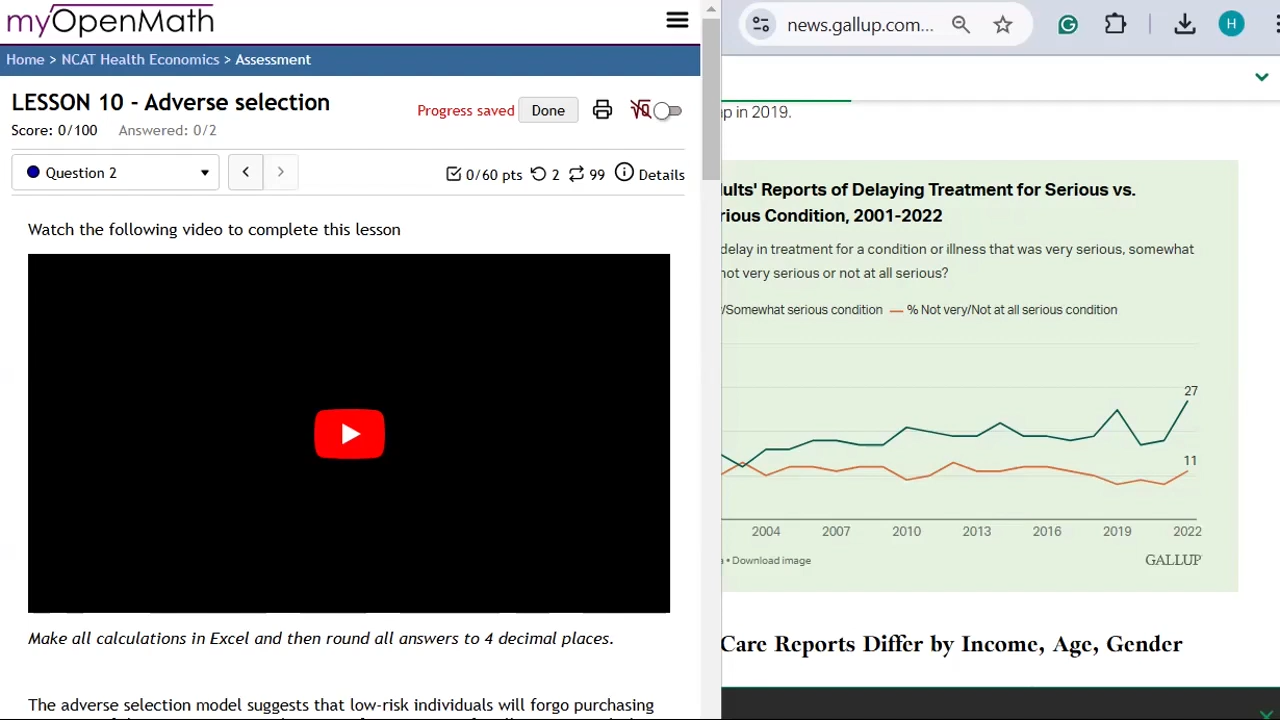 myOpenMath
Home > NCAT Health Economics > Assessment
LESSON 10 - Adverse selection
Progress saved
Done
Score: 0/100 Answered: 0/2
Question 2
0/60 pts 2 99 Details
Watch the following video to complete this lesson
Make all calculations in Excel and then round all answers to 4 decimal places.
The adverse selection model suggests that low-risk individuals will forgo purchasing
news.gallup.com...
H
p in 2019.
ults' Reports of Delaying Treatment for Serious vs.
rious Condition, 2001-2022
delay in treatment for a condition or illness that was very serious, somewhat
not very serious or not at all serious?
/Somewhat serious condition — % Not very/Not at all serious condition
27
11
2004 2007 2010 2013 2016 2019 2022
• Download image
GALLUP
Care Reports Differ by Income, Age, Gender